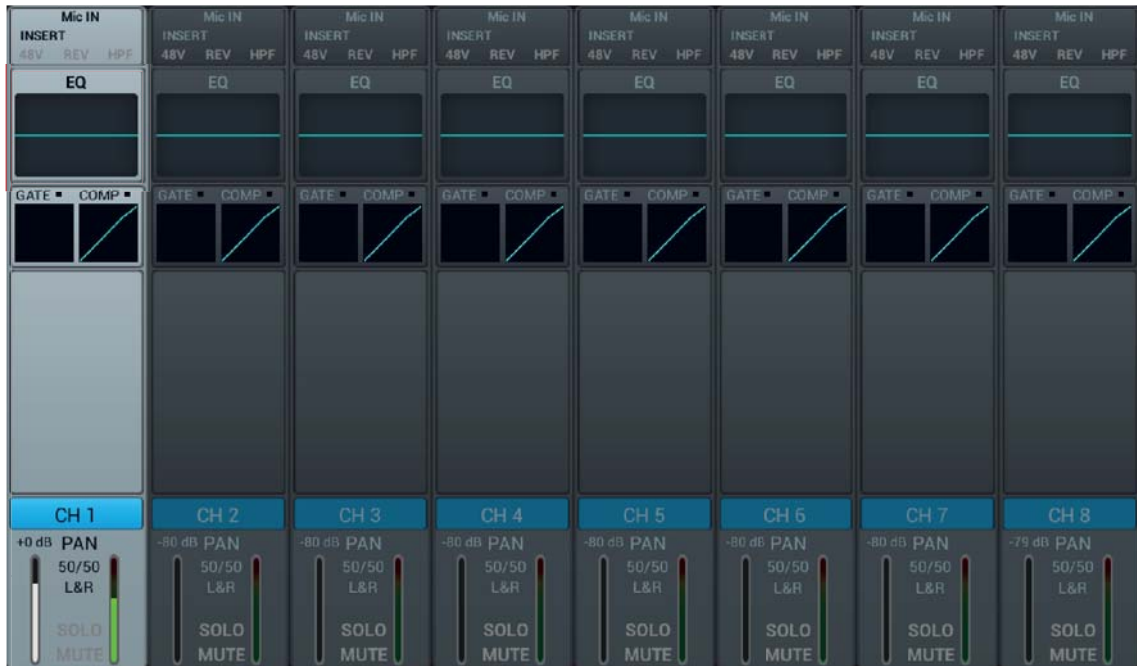 Mic IN Mic IN Mic IN Mic IN Mic IN Mic IN Mic IN Mic IN
INSERT INSERT INSERT INSERT INSERT INSERT INSERT INSERT
48V REV HPF 48V REV HPF 48V REV HPF 48V REV HPF 48V REV HPF 48V REV HPF 48V REV HPF 48V REV HPF
EQ EQ EQ EQ EQ EQ EQ EQ
GATE COMP GATE COMP GATE COMP GATE COMP GATE COMP GATE COMP GATE COMP GATE COMP
CH 1 CH 2 CH 3 CH 4 CH 5 CH 6 CH 7 CH 8
+0 dB PAN -80 dB PAN -80 dB PAN -80 dB PAN -80 dB PAN -80 dB PAN -80 dB PAN -79 dB PAN
50/50 50/50 50/50 50/50 50/50 50/50 50/50 50/50
L&R L&R L&R L&R L&R L&R L&R L&R
SOLO SOLO SOLO SOLO SOLO SOLO SOLO SOLO
MUTE MUTE MUTE MUTE MUTE MUTE MUTE MUTE